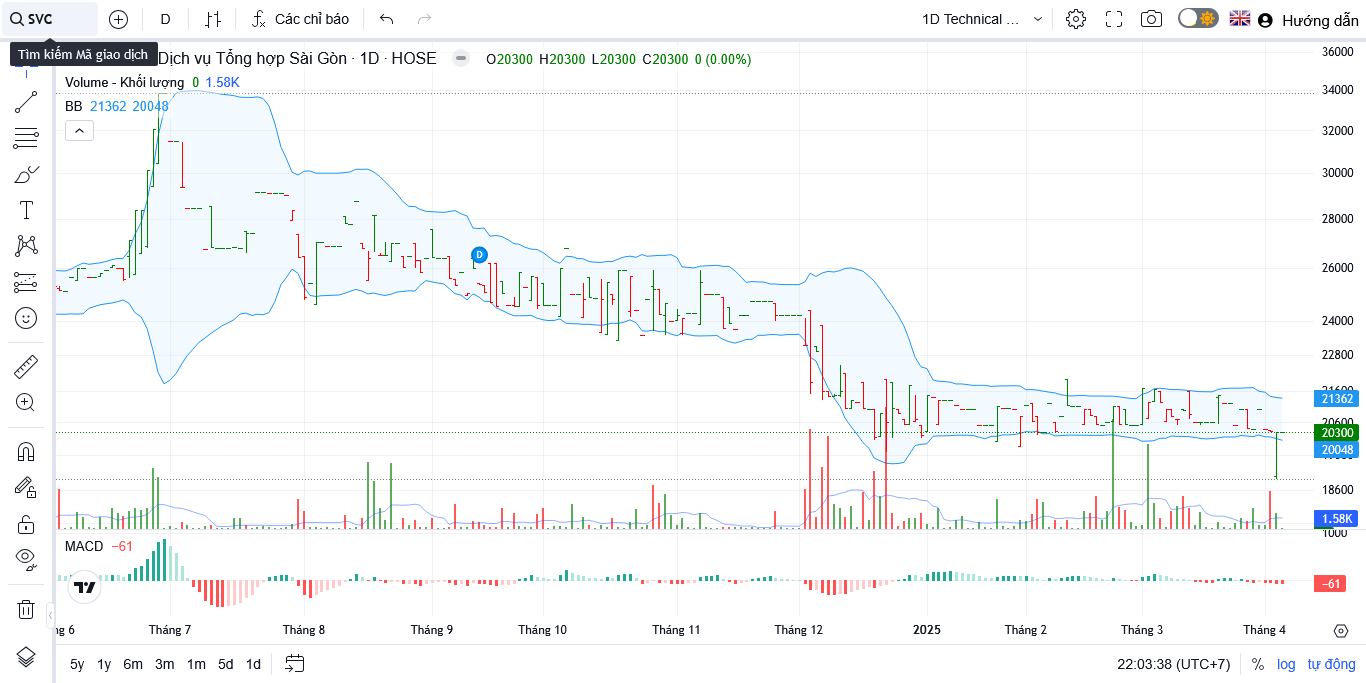 SVC
D
Các chỉ báo
1D Technical ...
Hướng dẫn
Tìm kiếm Mã giao dịch
Dịch vụ Tổng hợp Sài Gòn · 1D · HOSE
O20300 H20300 L20300 C20300 0 (0.00%)
Volume - Khối lượng 0 1.58K
BB 21362 20048
36000
34000
32000
30000
28000
26000
24000
22800
21600
21362
20600
20300
20048
18600
1.58K
1000
D
MACD −61
−61
ng 6
Tháng 7
Tháng 8
Tháng 9
Tháng 10
Tháng 11
Tháng 12
2025
Tháng 2
Tháng 3
Tháng 4
5y 1y 6m 3m 1m 5d 1d
22:03:38 (UTC+7)
% log tự động